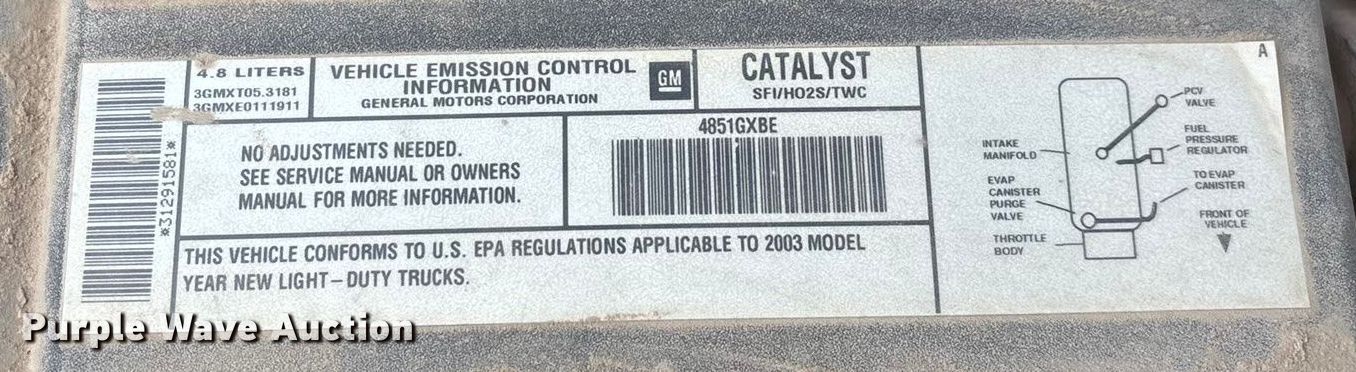 *31291581*
4.8 LITERS
3GMXT05.3181
3GMXE0111911
VEHICLE EMISSION CONTROL
INFORMATION
GENERAL MOTORS CORPORATION
GM
CATALYST
SFI/HO2S/TWC
NO ADJUSTMENTS NEEDED.
SEE SERVICE MANUAL OR OWNERS
MANUAL FOR MORE INFORMATION.
4851GXBE
THIS VEHICLE CONFORMS TO U.S. EPA REGULATIONS APPLICABLE TO 2003 MODEL
YEAR NEW LIGHT-DUTY TRUCKS.
A
PCV
VALVE
FUEL
PRESSURE
REGULATOR
INTAKE
MANIFOLD
TO EVAP
CANISTER
EVAP
CANISTER
PURGE
VALVE
FRONT OF
VEHICLE
THROTTLE
BODY
Purple Wave Auction